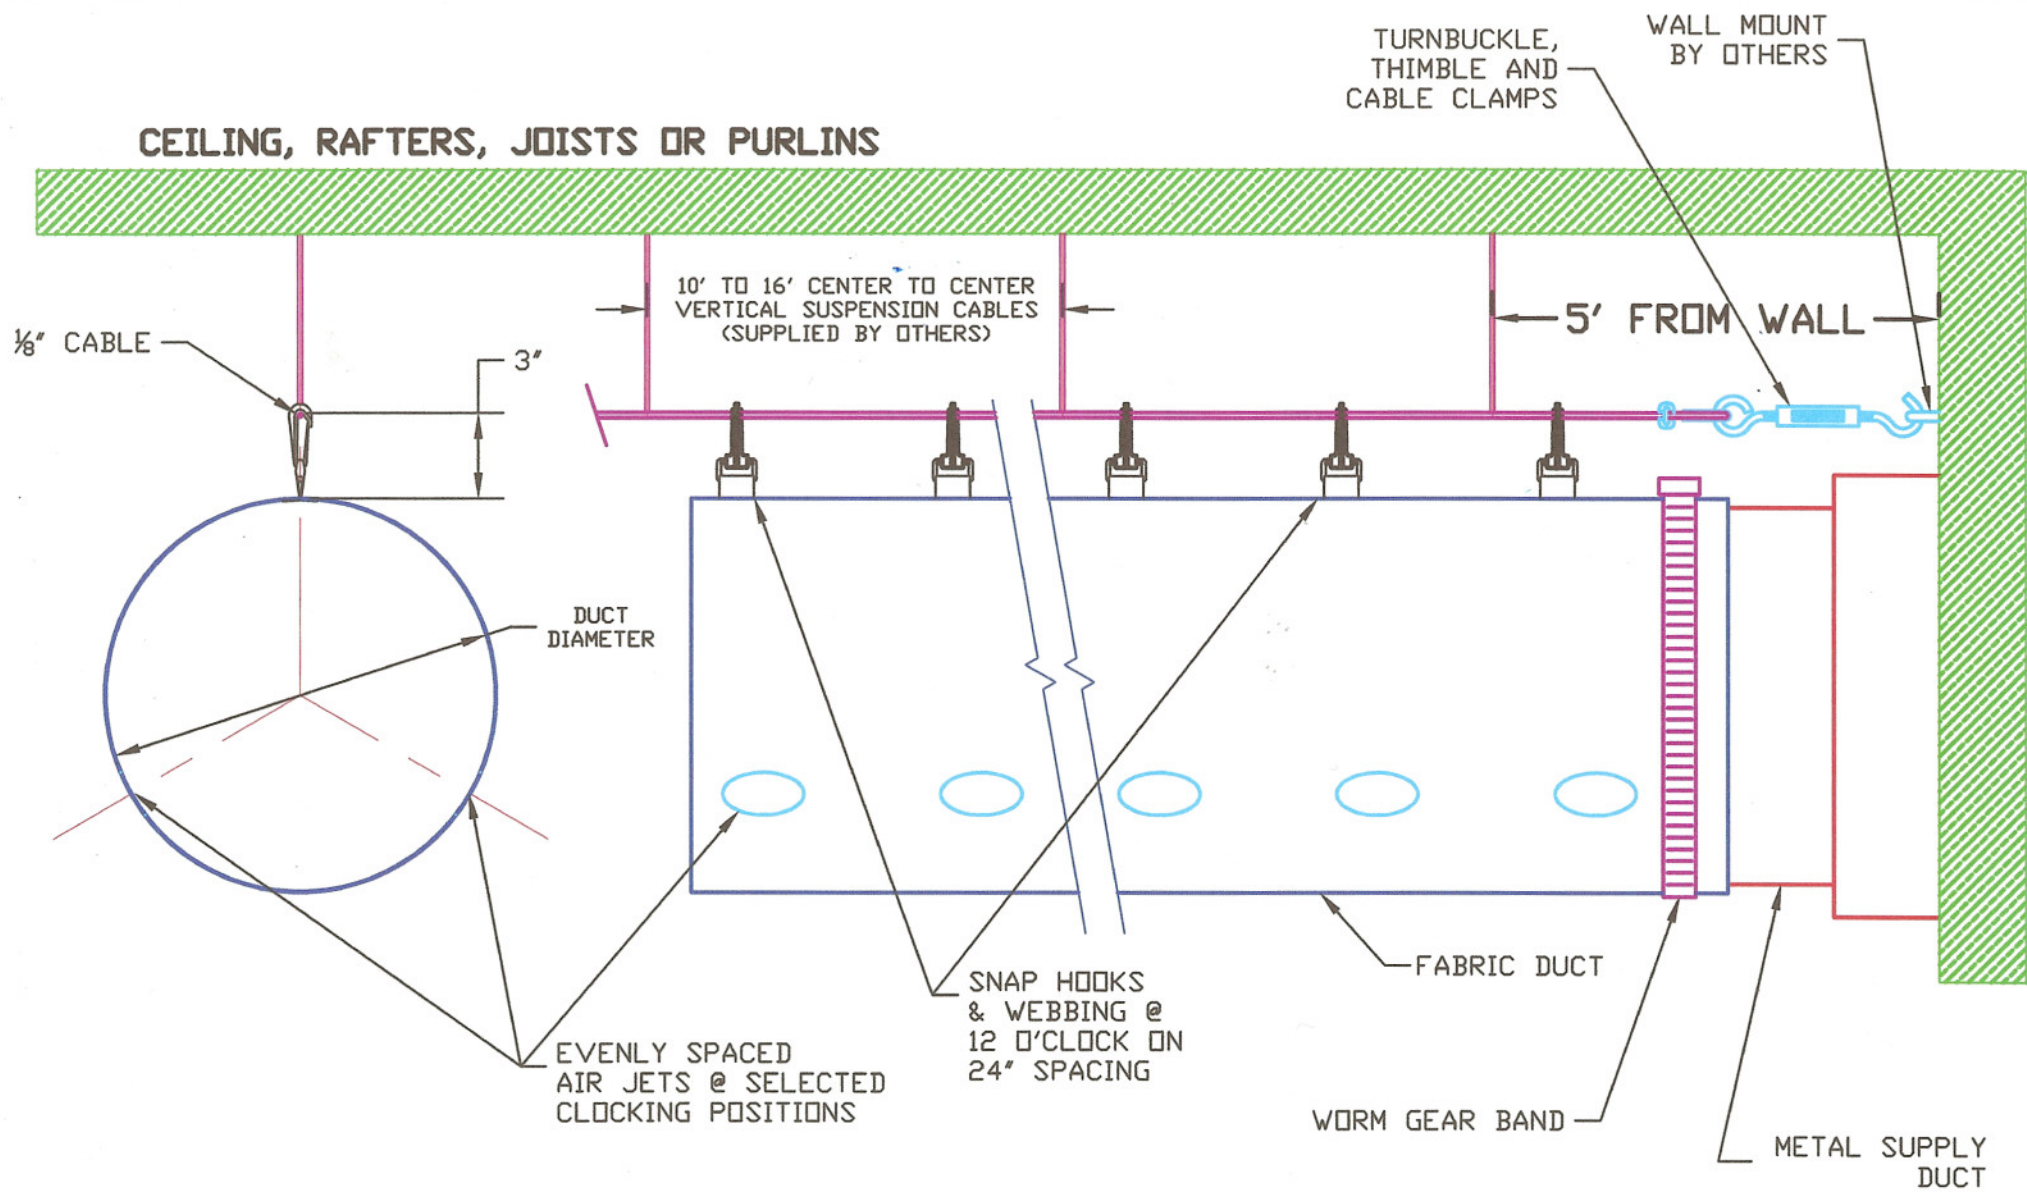 TURNBUCKLE,
THIMBLE AND
CABLE CLAMPS
WALL MOUNT
BY OTHERS
CEILING, RAFTERS, JOISTS OR PURLINS
10' TO 16' CENTER TO CENTER
VERTICAL SUSPENSION CABLES
(SUPPLIED BY OTHERS)
5' FROM WALL
⅛" CABLE
3"
DUCT
DIAMETER
FABRIC DUCT
SNAP HOOKS
& WEBBING @
12 O'CLOCK ON
24" SPACING
EVENLY SPACED
AIR JETS @ SELECTED
CLOCKING POSITIONS
WORM GEAR BAND
METAL SUPPLY
DUCT